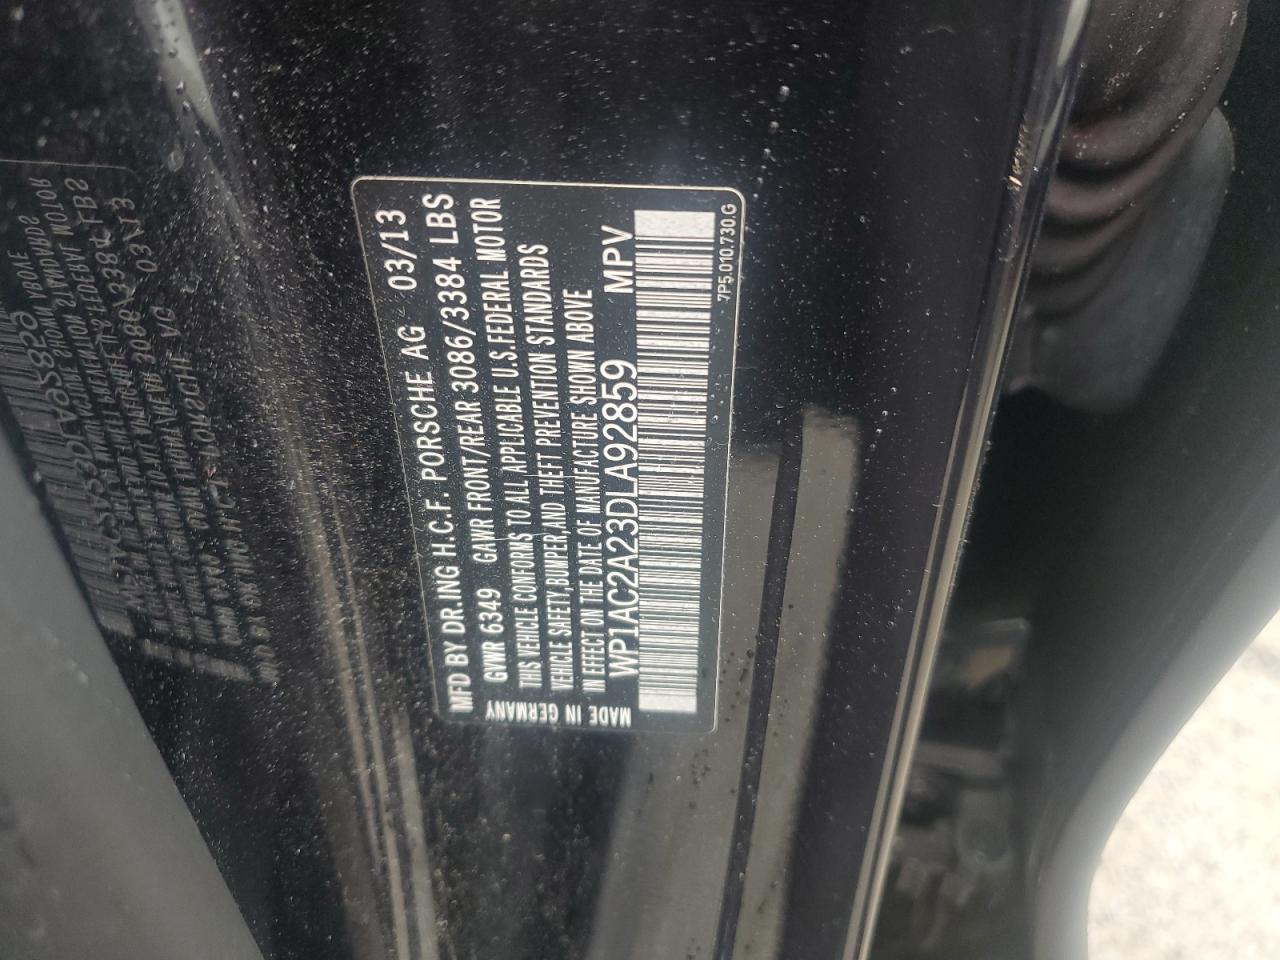 MFD BY DR.ING H.C.F. PORSCHE AG 03/13
GVWR 6349 GAWR FRONT/REAR 3086/3384 LBS
THIS VEHICLE CONFORMS TO ALL APPLICABLE U.S.FEDERAL MOTOR
VEHICLE SAFETY,BUMPER,AND THEFT PREVENTION STANDARDS
IN EFFECT ON THE DATE OF MANUFACTURE SHOWN ABOVE
WP1AC2A23DLA92859 MPV
MADE IN GERMANY
7P5.010.730.G